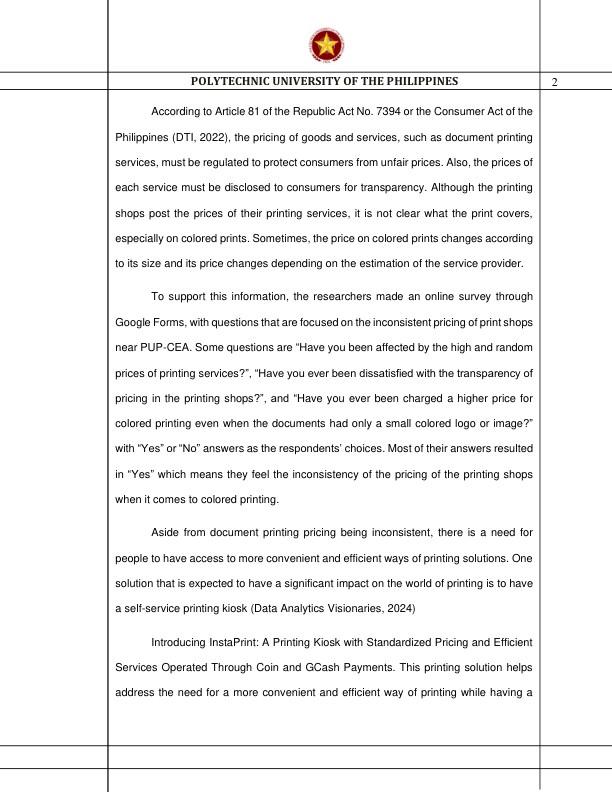 POLYTECHNIC UNIVERSITY OF THE PHILIPPINES 2
According to Article 81 of the Republic Act No. 7394 or the Consumer Act of the
Philippines (DTI, 2022), the pricing of goods and services, such as document printing
services, must be regulated to protect consumers from unfair prices. Also, the prices of
each service must be disclosed to consumers for transparency. Although the printing
shops post the prices of their printing services, it is not clear what the print covers,
especially on colored prints. Sometimes, the price on colored prints changes according
to its size and its price changes depending on the estimation of the service provider.
To support this information, the researchers made an online survey through
Google Forms, with questions that are focused on the inconsistent pricing of print shops
near PUP-CEA. Some questions are “Have you been affected by the high and random
prices of printing services?”, “Have you ever been dissatisfied with the transparency of
pricing in the printing shops?”, and “Have you ever been charged a higher price for
colored printing even when the documents had only a small colored logo or image?”
with “Yes” or “No” answers as the respondents’ choices. Most of their answers resulted
in “Yes” which means they feel the inconsistency of the pricing of the printing shops
when it comes to colored printing.
Aside from document printing pricing being inconsistent, there is a need for
people to have access to more convenient and efficient ways of printing solutions. One
solution that is expected to have a significant impact on the world of printing is to have
a self-service printing kiosk (Data Analytics Visionaries, 2024)
Introducing InstaPrint: A Printing Kiosk with Standardized Pricing and Efficient
Services Operated Through Coin and GCash Payments. This printing solution helps
address the need for a more convenient and efficient way of printing while having a